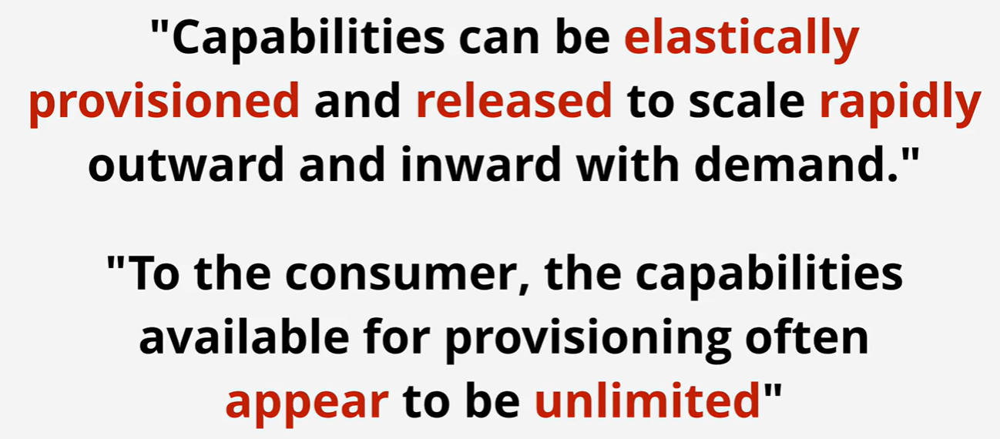 "Capabilities can be elastically
provisioned and released to scale rapidly
outward and inward with demand."
"To the consumer, the capabilities
available for provisioning often
appear to be unlimited"